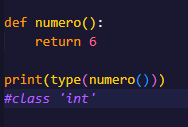 def numero():
    return 6
print(type(numero()))
#class 'int'